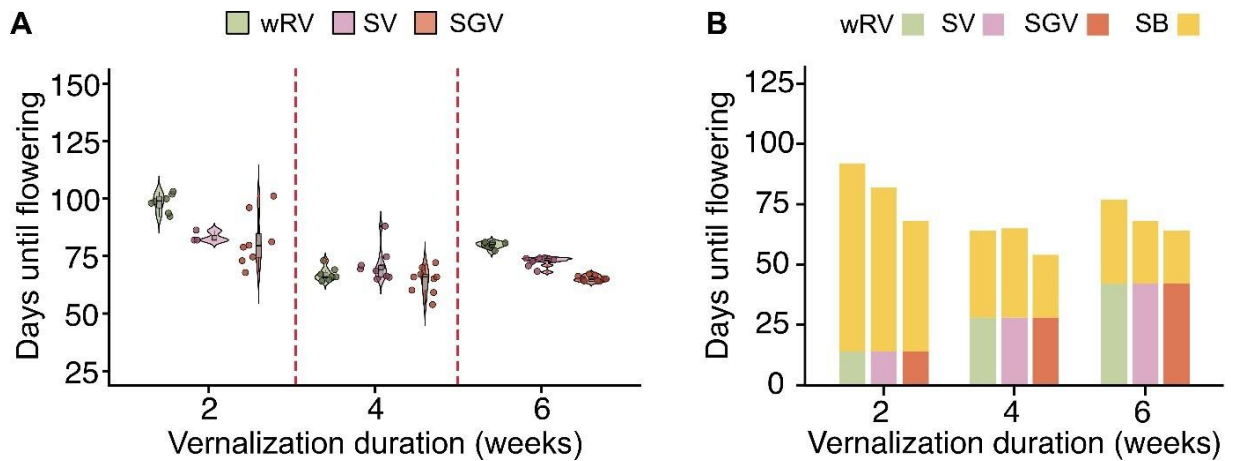 A
wRV SV SGV
Days until flowering
150
125
100
75
50
25
2 4 6
Vernalization duration (weeks)
B
wRV SV SGV SB
Days until flowering
125
100
75
50
25
0
2 4 6
Vernalization duration (weeks)